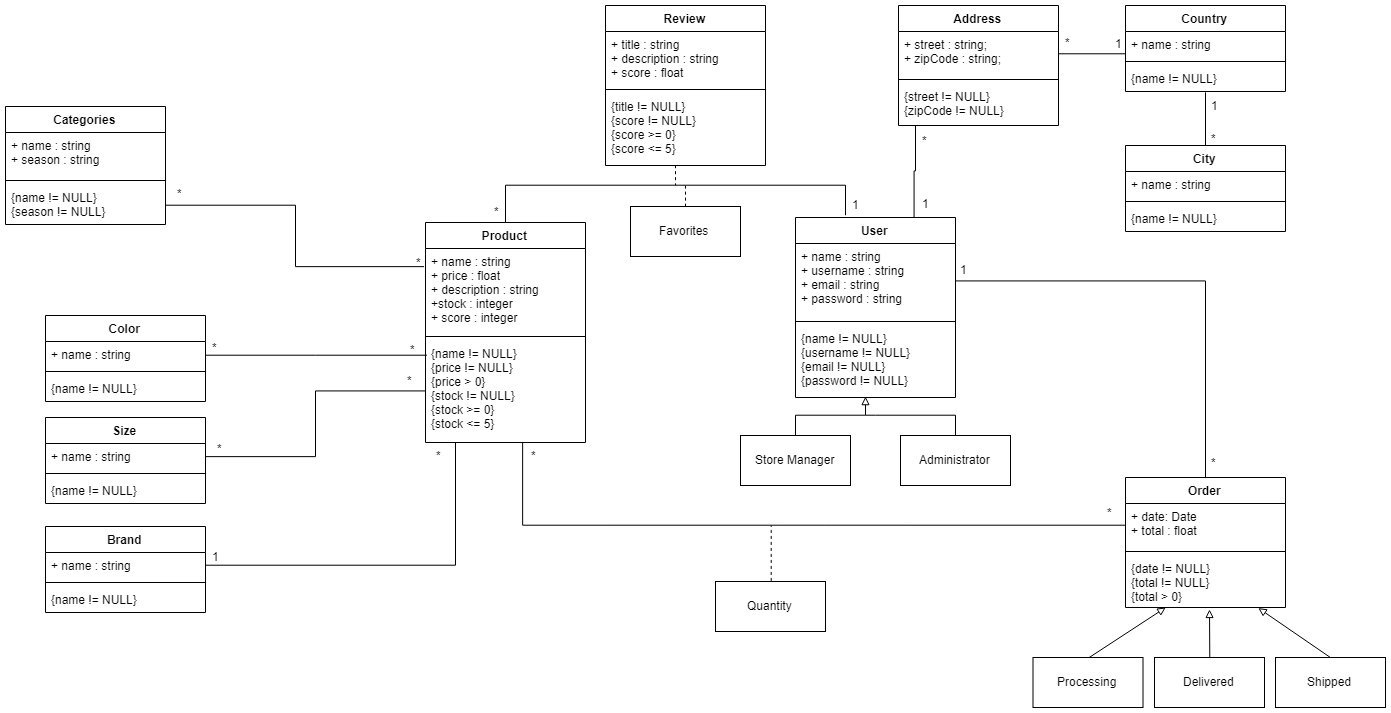 Review
+ title : string
+ description : string
+ score : float
{title != NULL}
{score != NULL}
{score >= 0}
{score <= 5}
Address
+ street : string;
+ zipCode : string;
{street != NULL}
{zipCode != NULL}
*
1
Country
+ name : string
{name != NULL}
1
*
City
+ name : string
{name != NULL}
Categories
+ name : string
+ season : string
{name != NULL}
{season != NULL}
*
*
*
Favorites
1
*
1
Product
+ name : string
+ price : float
+ description : string
+stock : integer
+ score : integer
{name != NULL}
{price != NULL}
{price > 0}
{stock != NULL}
{stock >= 0}
{stock <= 5}
User
+ name : string
+ username : string
+ email : string
+ password : string
{name != NULL}
{username != NULL}
{email != NULL}
{password != NULL}
1
Color
+ name : string
{name != NULL}
*
*
Size
+ name : string
{name != NULL}
*
*
Brand
+ name : string
{name != NULL}
1
*
*
Store Manager
Administrator
*
*
Order
+ date: Date
+ total : float
{date != NULL}
{total != NULL}
{total > 0}
Quantity
Processing
Delivered
Shipped